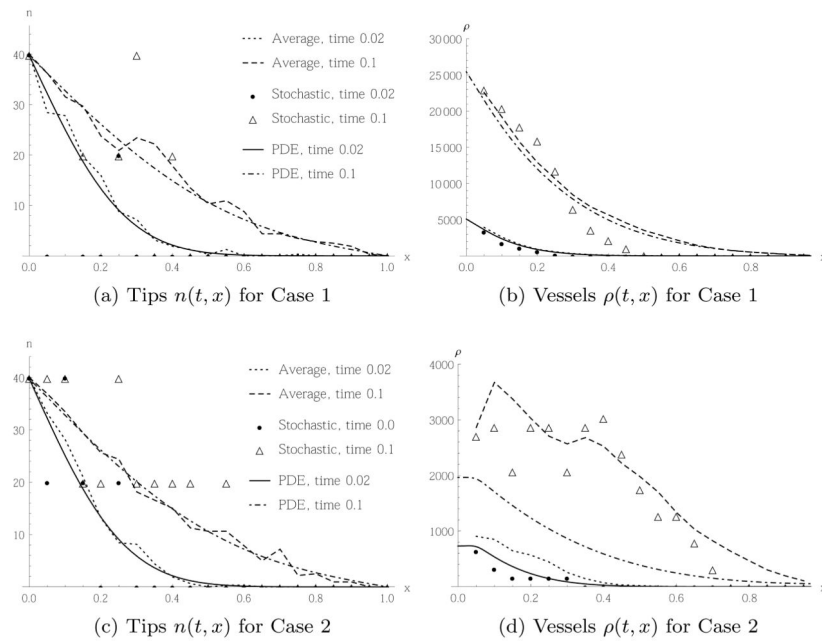 n
40
30
20
10
0.0 0.2 0.4 0.6 0.8 1.0 x
Average, time 0.02
Average, time 0.1
Stochastic, time 0.02
Stochastic, time 0.1
PDE, time 0.02
PDE, time 0.1
(a) Tips n(t, x) for Case 1
ρ
30 000
25 000
20 000
15 000
10 000
5000
0.0 0.2 0.4 0.6 0.8 x
(b) Vessels ρ(t, x) for Case 1
n
40
30
20
10
0.0 0.2 0.4 0.6 0.8 1.0 x
Average, time 0.02
Average, time 0.1
Stochastic, time 0.0
Stochastic, time 0.1
PDE, time 0.02
PDE, time 0.1
(c) Tips n(t, x) for Case 2
ρ
4000
3000
2000
1000
0.0 0.2 0.4 0.6 0.8 x
(d) Vessels ρ(t, x) for Case 2